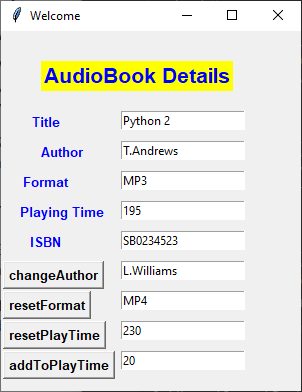 Welcome
AudioBook Details
Title Python 2
Author T.Andrews
Format MP3
Playing Time 195
ISBN SB0234523
changeAuthor L.Williams
resetFormat MP4
resetPlayTime 230
addToPlayTime 20